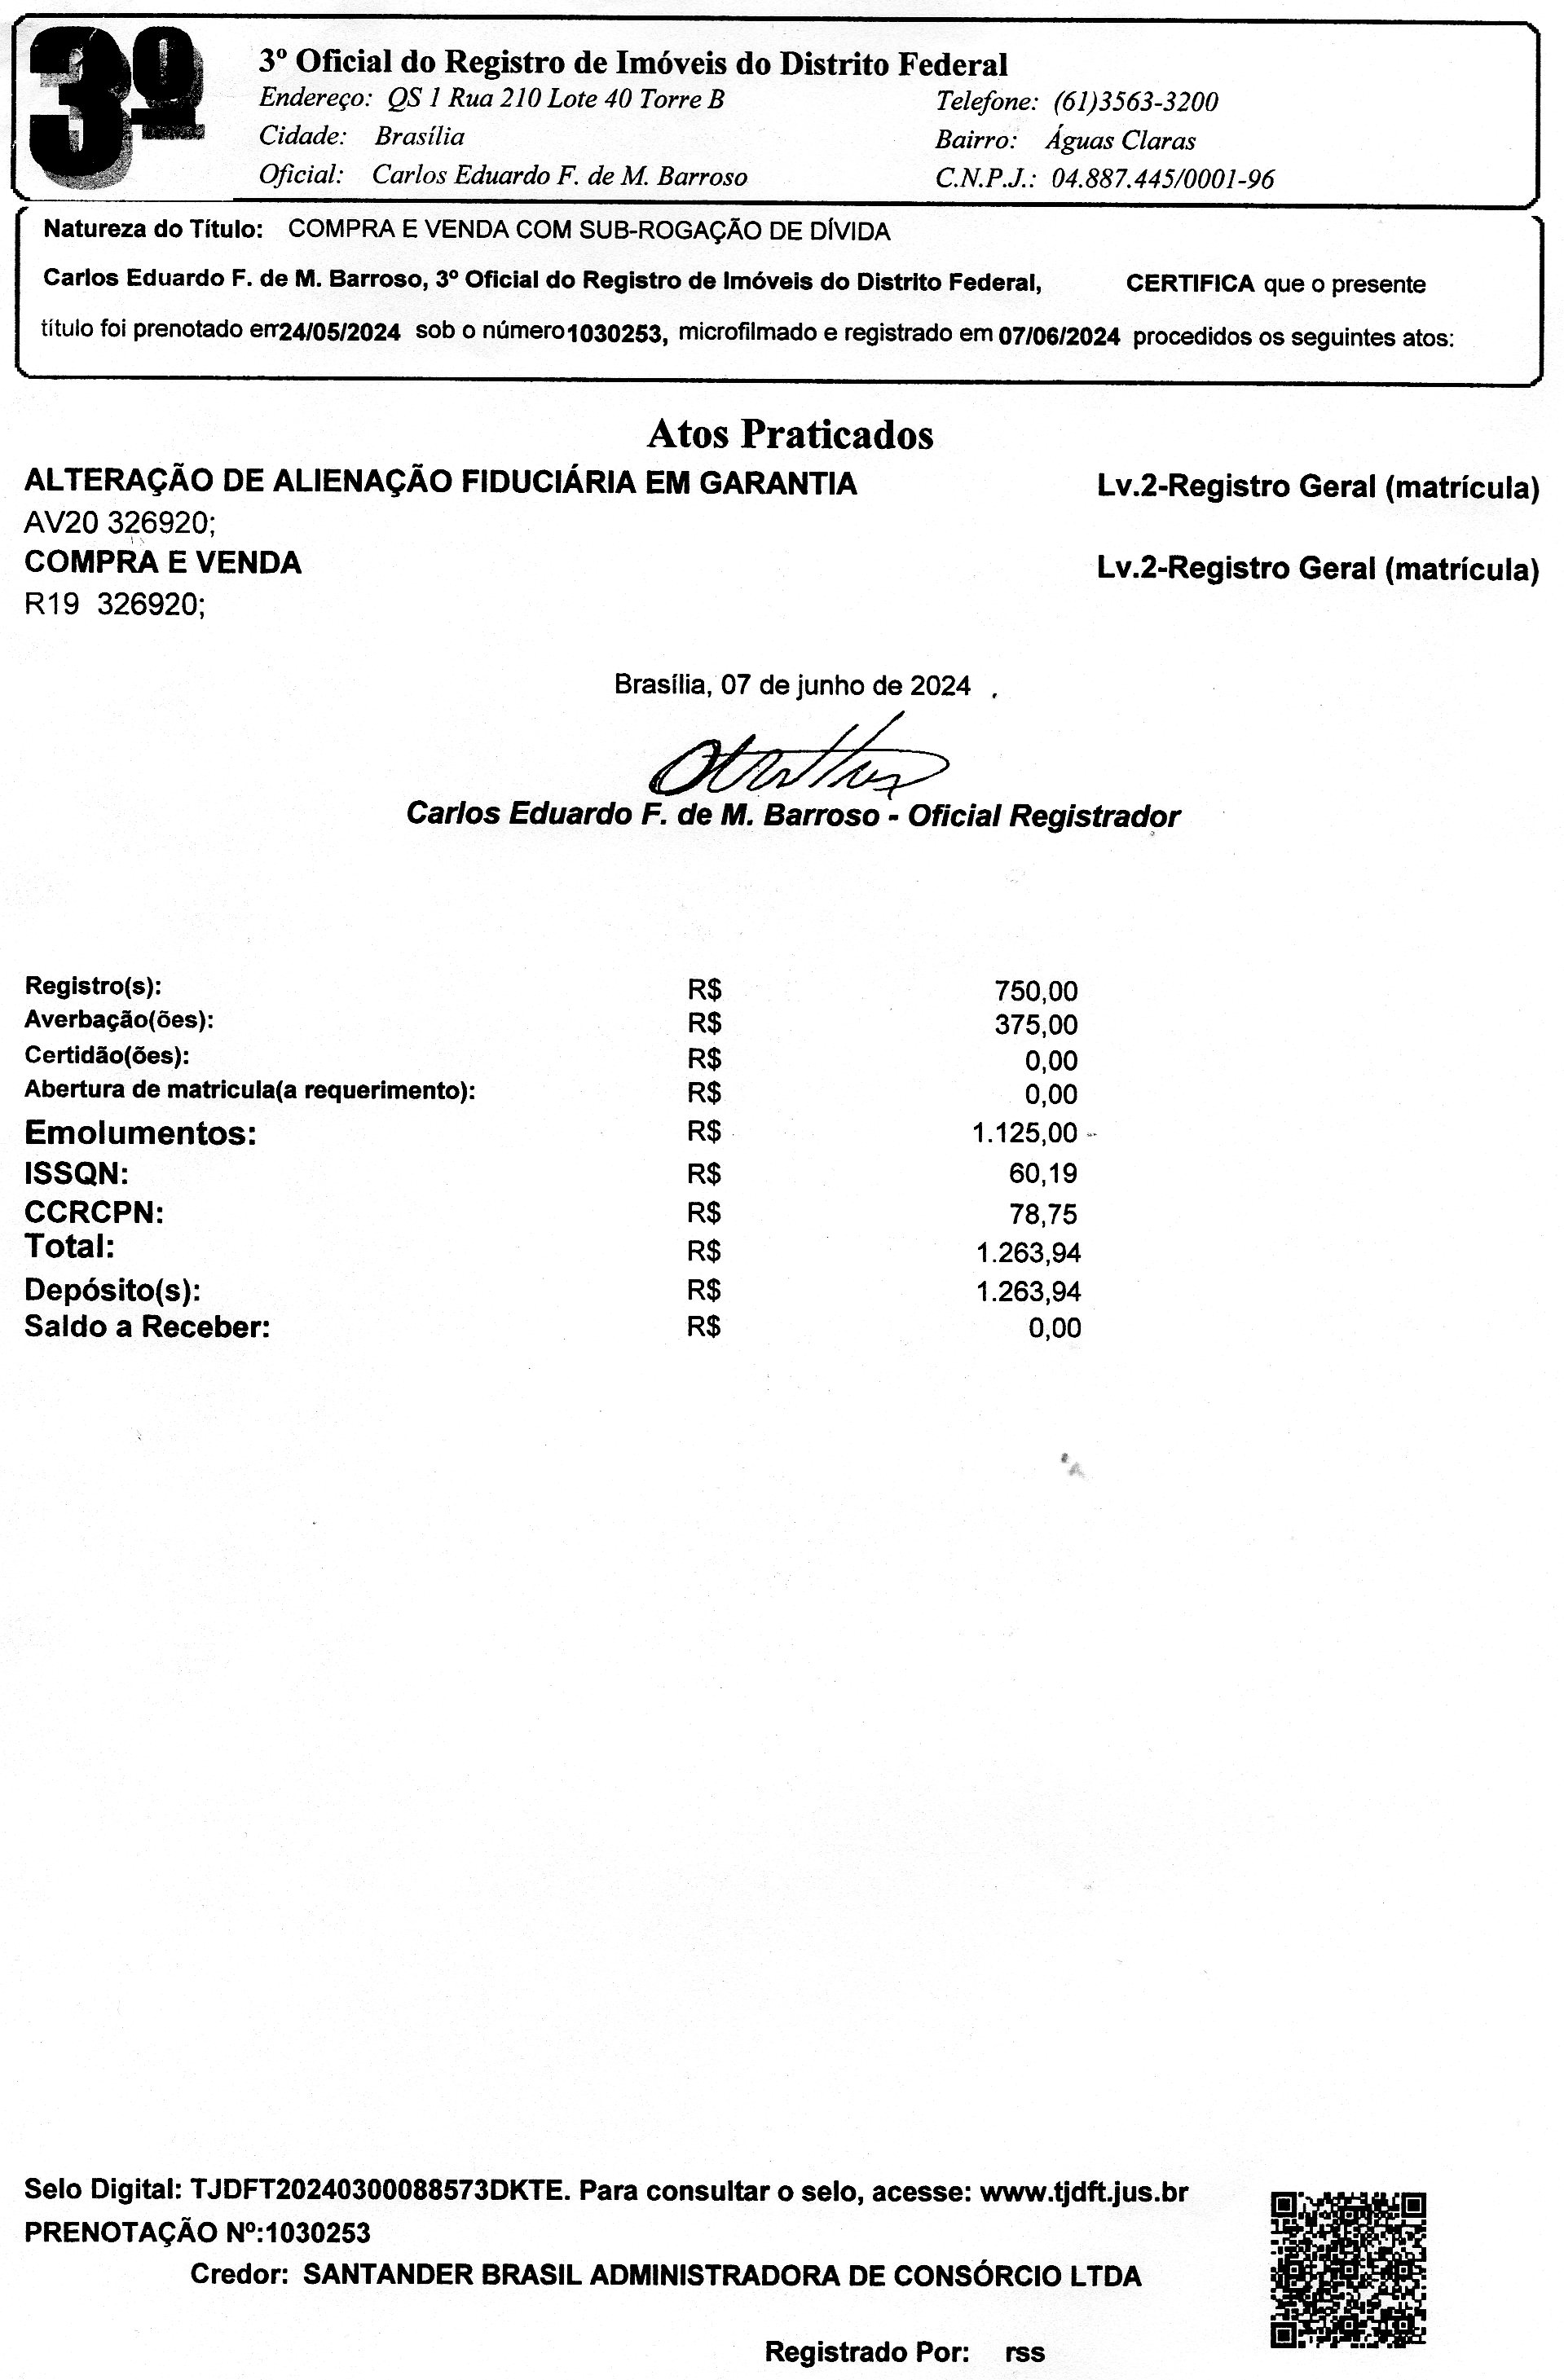 3º
3º Oficial do Registro de Imóveis do Distrito Federal
Endereço: QS 1 Rua 210 Lote 40 Torre B Telefone: (61)3563-3200
Cidade: Brasília Bairro: Águas Claras
Oficial: Carlos Eduardo F. de M. Barroso C.N.P.J.: 04.887.445/0001-96
Natureza do Título: COMPRA E VENDA COM SUB-ROGAÇÃO DE DÍVIDA
Carlos Eduardo F. de M. Barroso, 3º Oficial do Registro de Imóveis do Distrito Federal, CERTIFICA que o presente
título foi prenotado em 24/05/2024 sob o número 1030253, microfilmado e registrado em 07/06/2024 procedidos os seguintes atos:
Atos Praticados
ALTERAÇÃO DE ALIENAÇÃO FIDUCIÁRIA EM GARANTIA Lv.2-Registro Geral (matrícula)
AV20 326920;
COMPRA E VENDA Lv.2-Registro Geral (matrícula)
R19 326920;
Brasília, 07 de junho de 2024 .
Carlos Eduardo F. de M. Barroso - Oficial Registrador
Registro(s): R$ 750,00
Averbação(ões): R$ 375,00
Certidão(ões): R$ 0,00
Abertura de matricula(a requerimento): R$ 0,00
Emolumentos: R$ 1.125,00
ISSQN: R$ 60,19
CCRCPN: R$ 78,75
Total: R$ 1.263,94
Depósito(s): R$ 1.263,94
Saldo a Receber: R$ 0,00
Selo Digital: TJDFT20240300088573DKTE. Para consultar o selo, acesse: www.tjdft.jus.br
PRENOTAÇÃO Nº:1030253
Credor: SANTANDER BRASIL ADMINISTRADORA DE CONSÓRCIO LTDA
Registrado Por: rss